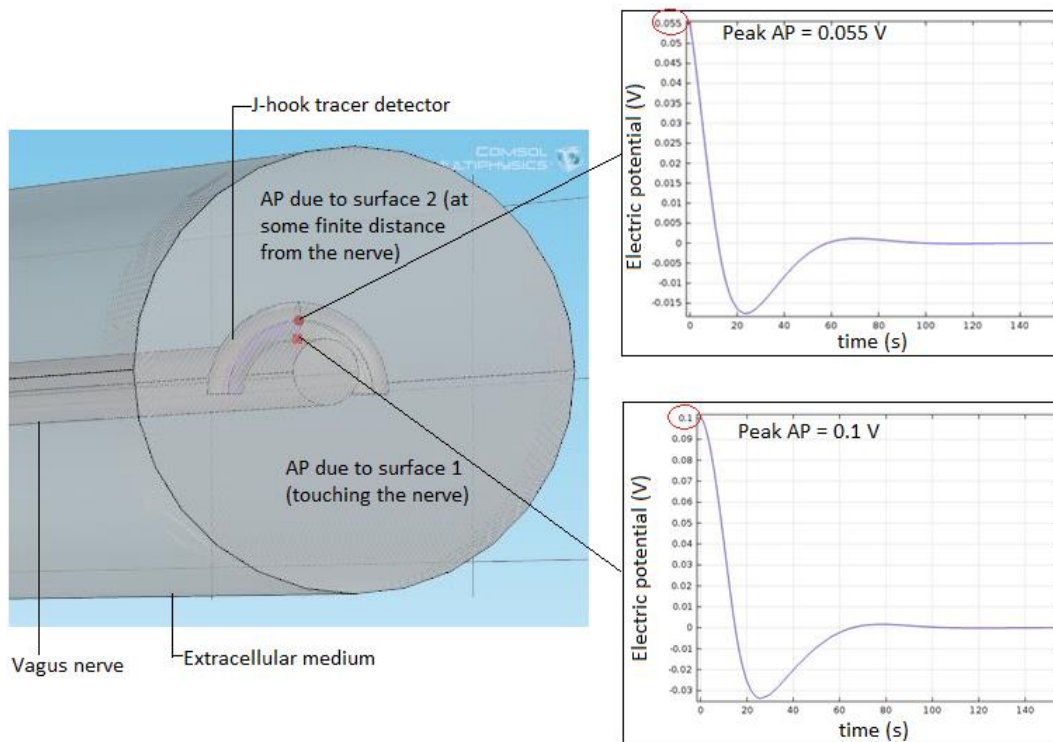 J-hook tracer detector
COMSOL
MULTIPHYSICS
AP due to surface 2 (at
some finite distance
from the nerve)
AP due to surface 1
(touching the nerve)
Vagus nerve
Extracellular medium
Peak AP = 0.055 V
Electric potential (V)
0.055
0.05
0.045
0.04
0.035
0.03
0.025
0.02
0.015
0.01
0.005
0
-0.005
-0.01
-0.015
0 20 40 60 80 100 120 140
time (s)
Peak AP = 0.1 V
Electric potential (V)
0.1
0.09
0.08
0.07
0.06
0.05
0.04
0.03
0.02
0.01
0
-0.01
-0.02
-0.03
0 20 40 60 80 100 120 140
time (s)